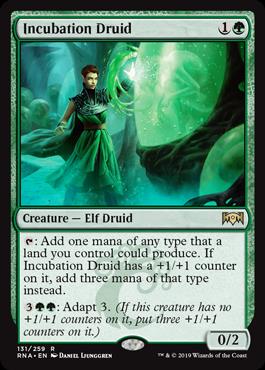 Incubation Druid 1
Creature — Elf Druid
: Add one mana of any type that a
land you control could produce. If
Incubation Druid has a +1/+1 counter
on it, add three mana of that type
instead.
3 : Adapt 3. (If this creature has no
+1/+1 counters on it, put three +1/+1
counters on it.)
0/2
131/259 R
RNA • EN Daniel Ljunggren ™ & © 2019 Wizards of the Coast